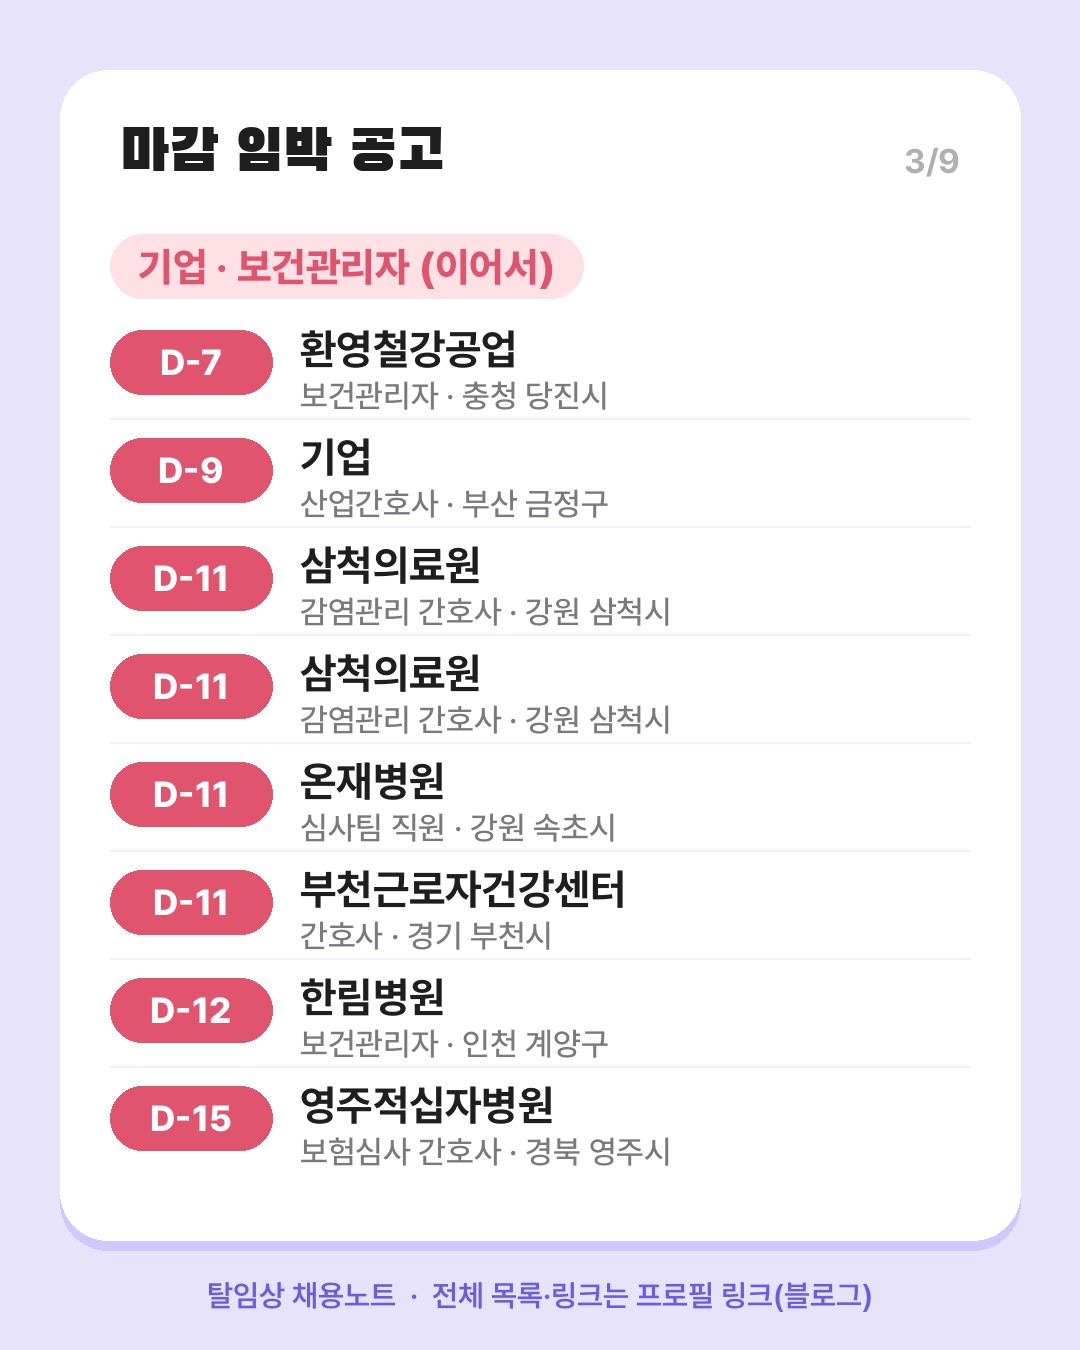 마감 임박 공고
3/9
기업 · 보건관리자 (이어서)
D-7
환영철강공업
보건관리자 · 충청 당진시
D-9
기업
산업간호사 · 부산 금정구
D-11
삼척의료원
감염관리 간호사 · 강원 삼척시
D-11
삼척의료원
감염관리 간호사 · 강원 삼척시
D-11
온재병원
심사팀 직원 · 강원 속초시
D-11
부천근로자건강센터
간호사 · 경기 부천시
D-12
한림병원
보건관리자 · 인천 계양구
D-15
영주적십자병원
보험심사 간호사 · 경북 영주시
탈임상 채용노트 · 전체 목록·링크는 프로필 링크(블로그)